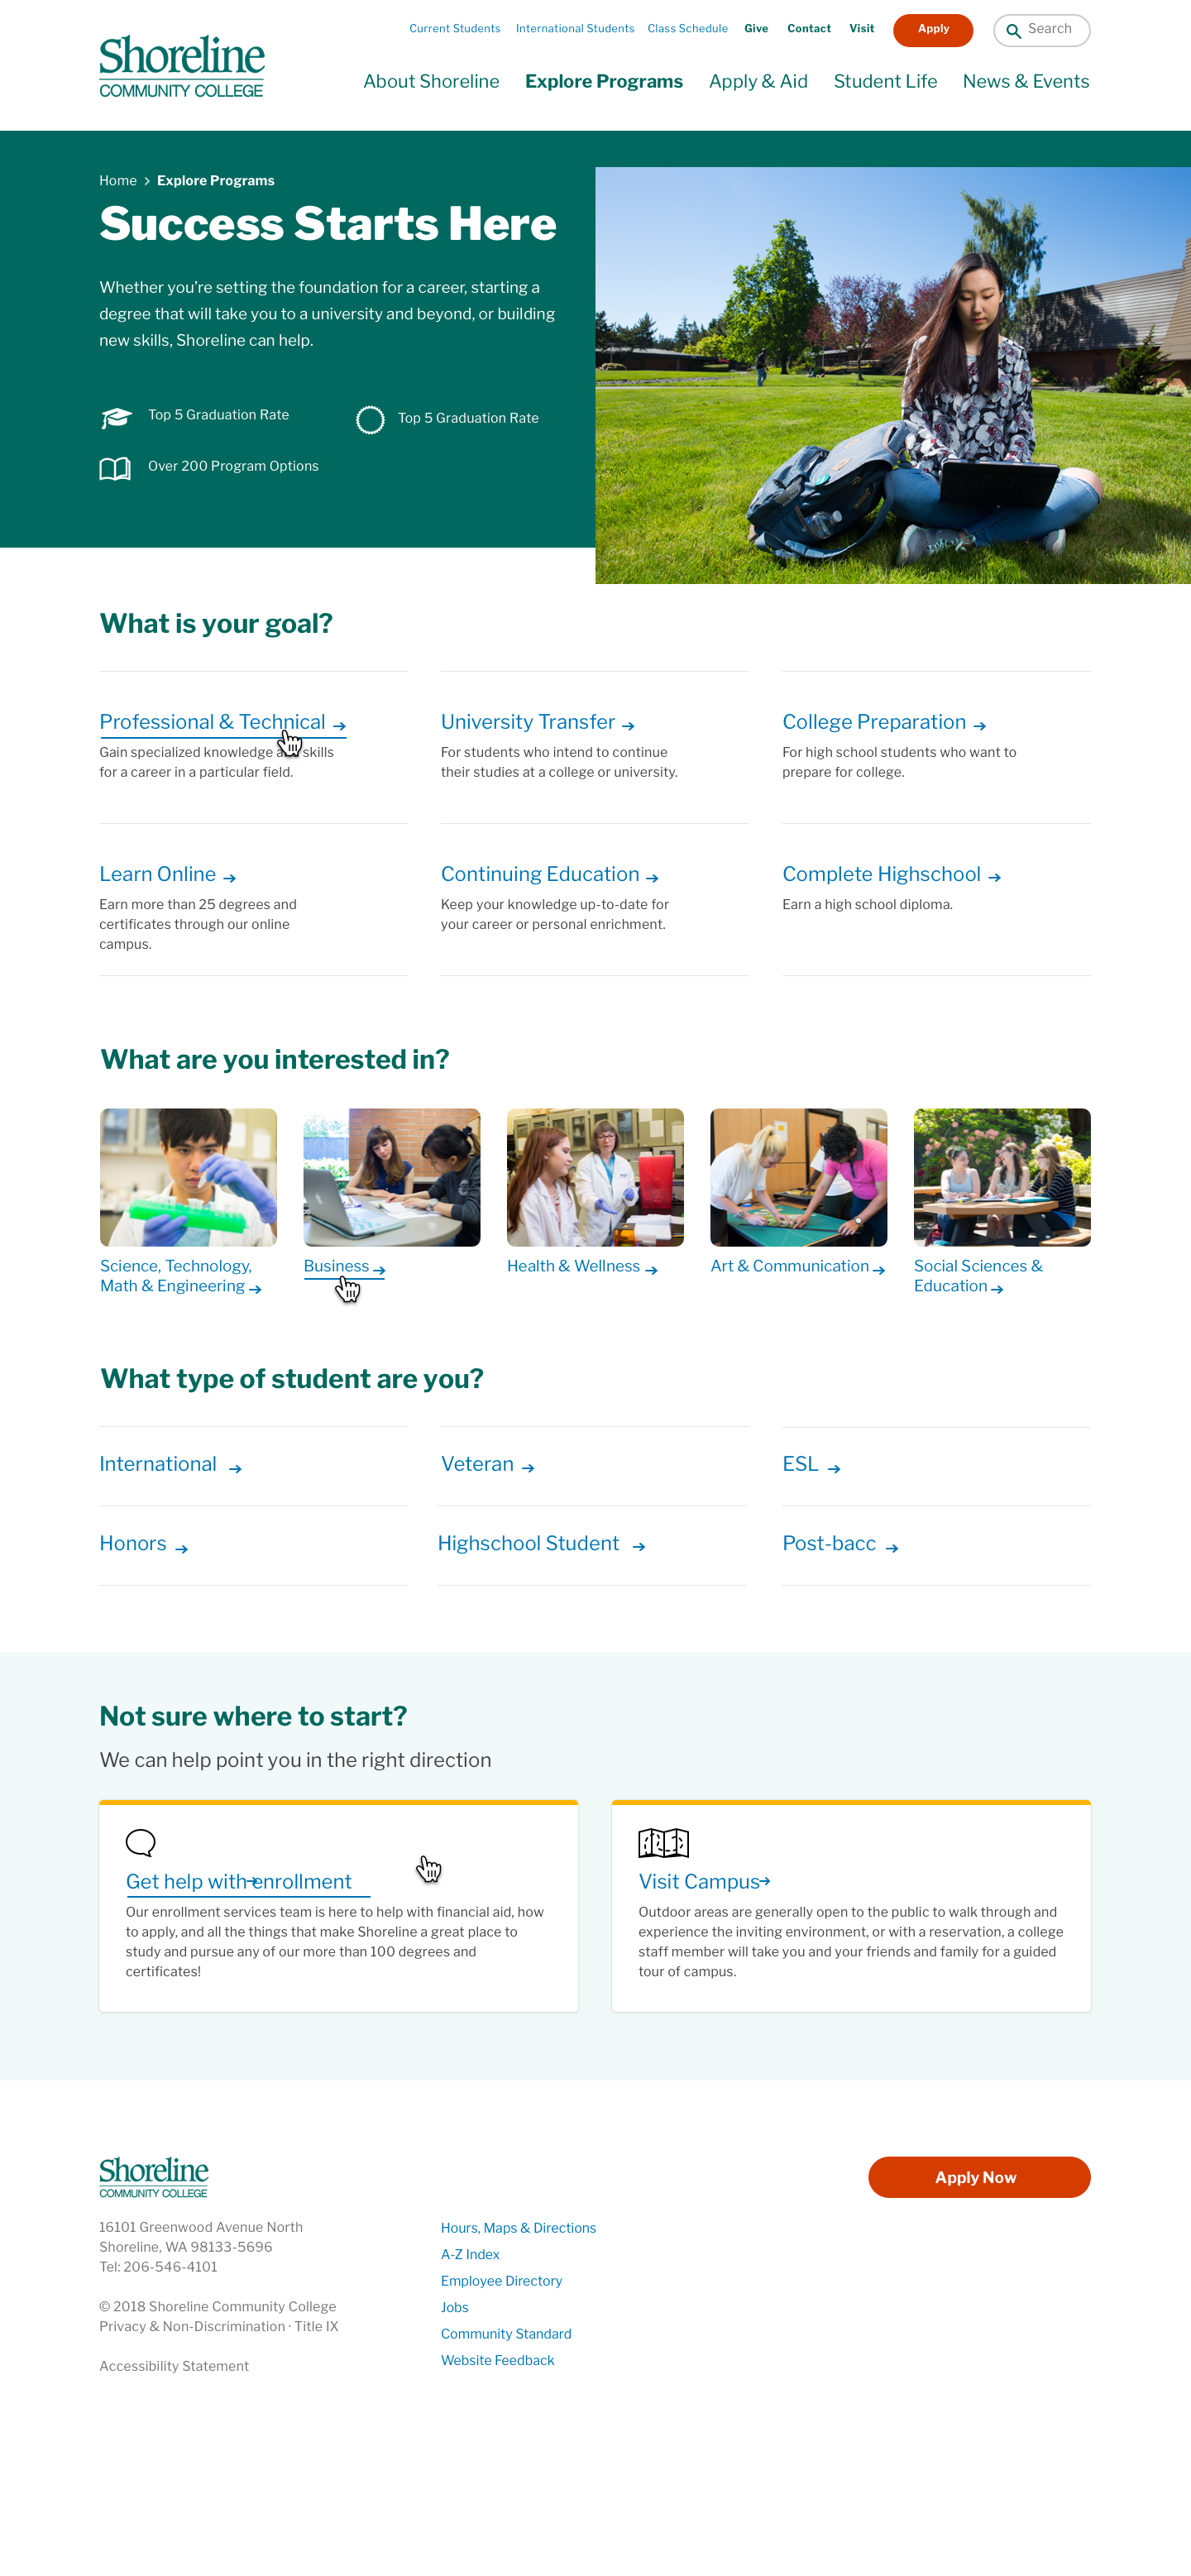 Current Students International Students Class Schedule Give Contact Visit Apply Search
Shoreline
COMMUNITY COLLEGE
About Shoreline Explore Programs Apply & Aid Student Life News & Events
Home Explore Programs
Success Starts Here
Whether you're setting the foundation for a career, starting a
degree that will take you to a university and beyond, or building
new skills, Shoreline can help.
Top 5 Graduation Rate
Top 5 Graduation Rate
Over 200 Program Options
What is your goal?
Professional & Technical
Gain specialized knowledge and skills
for a career in a particular field.
University Transfer
For students who intend to continue
their studies at a college or university.
College Preparation
For high school students who want to
prepare for college.
Learn Online
Earn more than 25 degrees and
certificates through our online
campus.
Continuing Education
Keep your knowledge up-to-date for
your career or personal enrichment.
Complete Highschool
Earn a high school diploma.
What are you interested in?
Science, Technology,
Math & Engineering
Business
Health & Wellness
Art & Communication
Social Sciences &
Education
What type of student are you?
International
Veteran
ESL
Honors
Highschool Student
Post-bacc
Not sure where to start?
We can help point you in the right direction
Get help with enrollment
Our enrollment services team is here to help with financial aid, how
to apply, and all the things that make Shoreline a great place to
study and pursue any of our more than 100 degrees and
certificates!
Visit Campus
Outdoor areas are generally open to the public to walk through and
experience the inviting environment, or with a reservation, a college
staff member will take you and your friends and family for a guided
tour of campus.
Shoreline
COMMUNITY COLLEGE
Apply Now
16101 Greenwood Avenue North
Shoreline, WA 98133-5696
Tel: 206-546-4101
© 2018 Shoreline Community College
Privacy & Non-Discrimination · Title IX
Accessibility Statement
Hours, Maps & Directions
A-Z Index
Employee Directory
Jobs
Community Standard
Website Feedback